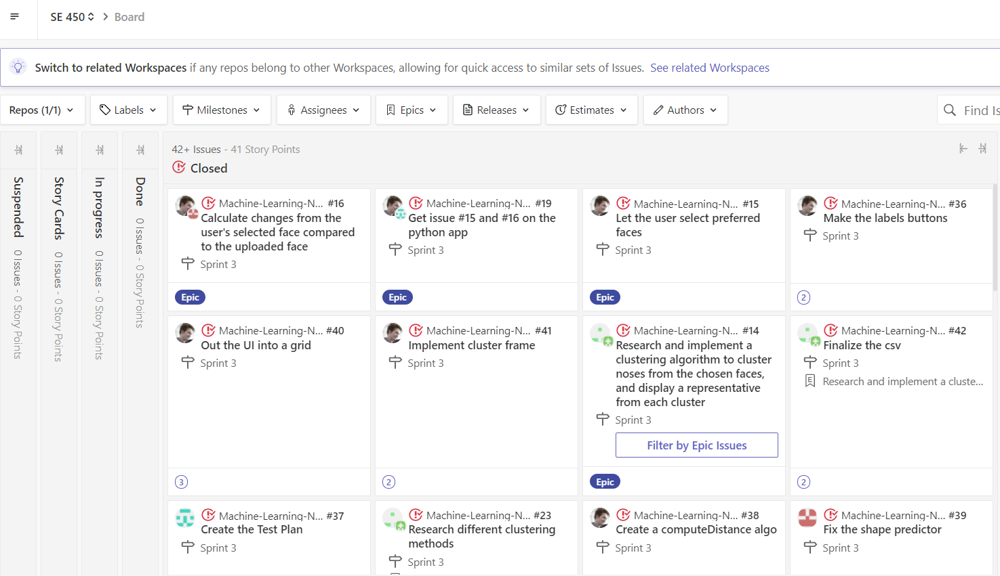 SE 450 Board
Switch to related Workspaces if any repos belong to other Workspaces, allowing for quick access to similar sets of Issues. See related Workspaces
Repos (1/1) Labels Milestones Assignees Epics Releases Estimates Authors Find Is
Suspended 0 Issues - 0 Story Points
Story Cards 0 Issues - 0 Story Points
In progress 0 Issues - 0 Story Points
Done 0 Issues - 0 Story Points
42+ Issues - 41 Story Points
Closed
Machine-Learning-N... #16
Calculate changes from the
user's selected face compared
to the uploaded face
Sprint 3
Epic
Machine-Learning-N... #19
Get issue #15 and #16 on the
python app
Sprint 3
Epic
Machine-Learning-N... #15
Let the user select preferred
faces
Sprint 3
Epic
Machine-Learning-N... #36
Make the labels buttons
Sprint 3
2
Machine-Learning-N... #40
Out the UI into a grid
Sprint 3
3
Machine-Learning-N... #41
Implement cluster frame
Sprint 3
2
Machine-Learning-N... #14
Research and implement a
clustering algorithm to cluster
noses from the chosen faces,
and display a representative
from each cluster
Sprint 3
Filter by Epic Issues
Epic
Machine-Learning-N... #42
Finalize the csv
Sprint 3
E Research and implement a cluste...
2
Machine-Learning-N... #37
Create the Test Plan
Sprint 3
Machine-Learning-N... #23
Research different clustering
methods
Sprint 3
Machine-Learning-N... #38
Create a computeDistance algo
Sprint 3
Machine-Learning-N... #39
Fix the shape predictor
Sprint 3